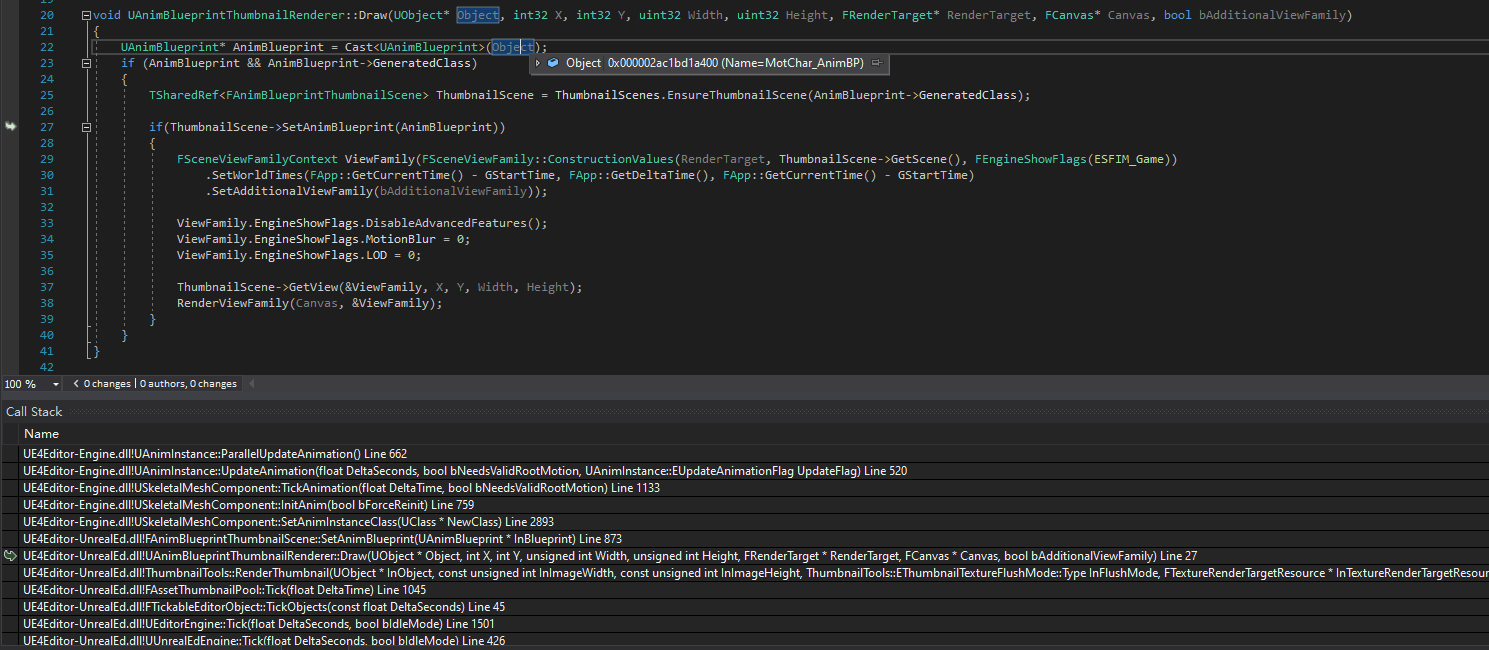 20 void UAnimBlueprintThumbnailRenderer::Draw(UObject* Object, int32 X, int32 Y, uint32 Width, uint32 Height, FRenderTarget* RenderTarget, FCanvas* Canvas, bool bAdditionalViewFamily)
21 {
22 UAnimBlueprint* AnimBlueprint = Cast<UAnimBlueprint>(Object);
23 if (AnimBlueprint && AnimBlueprint->GeneratedClass)
Object 0x000002ac1bd1a400 (Name=MotChar_AnimBP)
24 {
25 TSharedRef<FAnimBlueprintThumbnailScene> ThumbnailScene = ThumbnailScenes.EnsureThumbnailScene(AnimBlueprint->GeneratedClass);
26
27 if(ThumbnailScene->SetAnimBlueprint(AnimBlueprint))
28 {
29 FSceneViewFamilyContext ViewFamily(FSceneViewFamily::ConstructionValues(RenderTarget, ThumbnailScene->GetScene(), FEngineShowFlags(ESFIM_Game))
30 .SetWorldTimes(FApp::GetCurrentTime() - GStartTime, FApp::GetDeltaTime(), FApp::GetCurrentTime() - GStartTime)
31 .SetAdditionalViewFamily(bAdditionalViewFamily));
32
33 ViewFamily.EngineShowFlags.DisableAdvancedFeatures();
34 ViewFamily.EngineShowFlags.MotionBlur = 0;
35 ViewFamily.EngineShowFlags.LOD = 0;
36
37 ThumbnailScene->GetView(&ViewFamily, X, Y, Width, Height);
38 RenderViewFamily(Canvas, &ViewFamily);
39 }
40 }
41 }
42
100 % 0 changes | 0 authors, 0 changes
Call Stack
Name
UE4Editor-Engine.dll!UAnimInstance::ParallelUpdateAnimation() Line 662
UE4Editor-Engine.dll!UAnimInstance::UpdateAnimation(float DeltaSeconds, bool bNeedsValidRootMotion, UAnimInstance::EUpdateAnimationFlag UpdateFlag) Line 520
UE4Editor-Engine.dll!USkeletalMeshComponent::TickAnimation(float DeltaTime, bool bNeedsValidRootMotion) Line 1133
UE4Editor-Engine.dll!USkeletalMeshComponent::InitAnim(bool bForceReinit) Line 759
UE4Editor-Engine.dll!USkeletalMeshComponent::SetAnimInstanceClass(UClass * NewClass) Line 2893
UE4Editor-UnrealEd.dll!FAnimBlueprintThumbnailScene::SetAnimBlueprint(UAnimBlueprint * InBlueprint) Line 873
UE4Editor-UnrealEd.dll!UAnimBlueprintThumbnailRenderer::Draw(UObject * Object, int X, int Y, unsigned int Width, unsigned int Height, FRenderTarget * RenderTarget, FCanvas * Canvas, bool bAdditionalViewFamily) Line 27
UE4Editor-UnrealEd.dll!ThumbnailTools::RenderThumbnail(UObject * InObject, const unsigned int InImageWidth, const unsigned int InImageHeight, ThumbnailTools::EThumbnailTextureFlushMode::Type InFlushMode, FTextureRenderTargetResource * InTextureRenderTargetResour
UE4Editor-UnrealEd.dll!FAssetThumbnailPool::Tick(float DeltaTime) Line 1045
UE4Editor-UnrealEd.dll!FTickableEditorObject::TickObjects(const float DeltaSeconds) Line 45
UE4Editor-UnrealEd.dll!UEditorEngine::Tick(float DeltaSeconds, bool bIdleMode) Line 1501
UE4Editor-UnrealEd.dll!UUnrealEdEngine::Tick(float DeltaSeconds, bool bIdleMode) Line 426